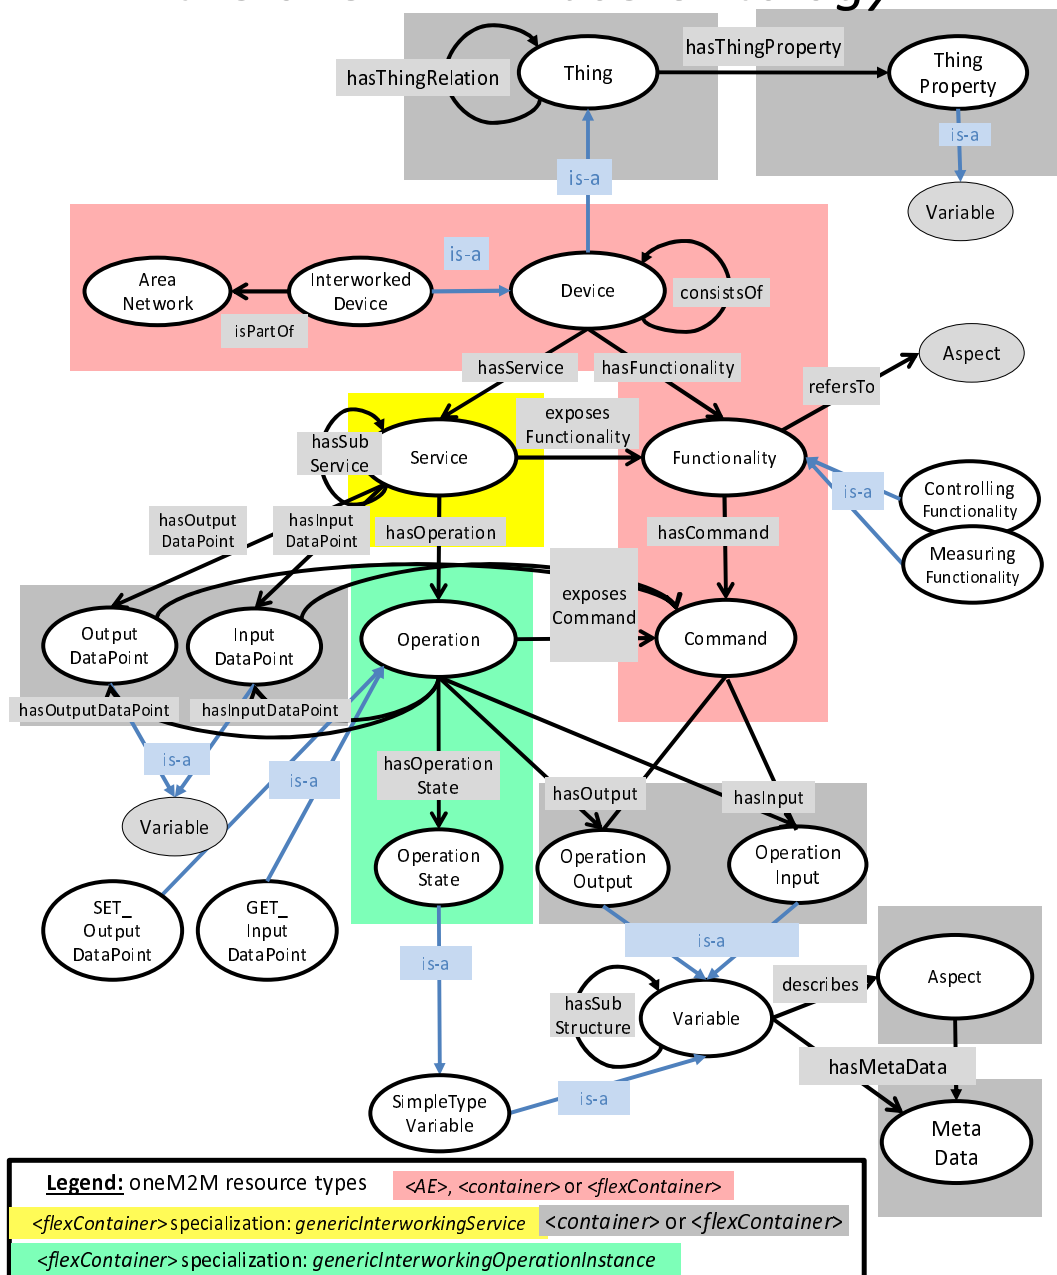 hasThingProperty
hasThingRelation
Thing
Thing
Property
is-a
is-a
Variable
is-a
Area
Network
Interworked
Device
Device
consistsOf
isPartOf
hasService
hasFunctionality
Aspect
refersTo
exposes
Functionality
hasSub
Service
Service
Functionality
is-a
Controlling
Functionality
hasOutput
DataPoint
hasInput
DataPoint
hasOperation
hasCommand
Measuring
Functionality
exposes
Command
Output
DataPoint
Input
DataPoint
Operation
Command
hasOutputDataPoint
hasInputDataPoint
is-a
is-a
hasOperation
State
hasOutput
hasInput
Variable
Operation
State
Operation
Output
Operation
Input
SET_
Output
DataPoint
GET_
Input
DataPoint
is-a
is-a
describes
Aspect
hasSub
Structure
Variable
hasMetaData
SimpleType
Variable
is-a
Meta
Data
Legend: oneM2M resource types
<AE>, <container> or <flexContainer>
<flexContainer> specialization: genericInterworkingService
<container> or <flexContainer>
<flexContainer> specialization: genericInterworkingOperationInstance